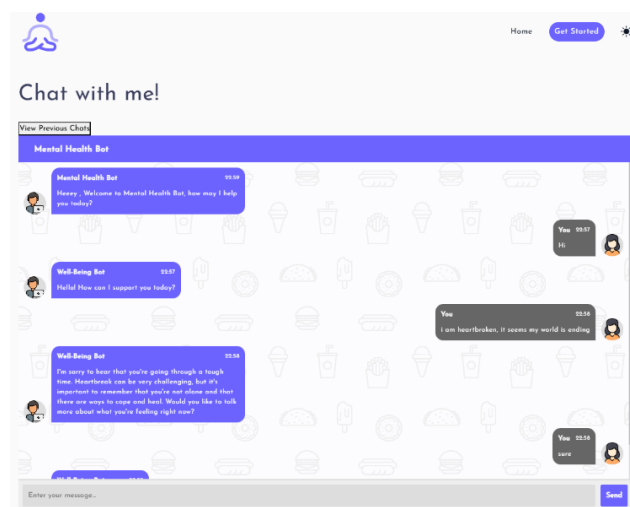 Home
Get Started
Chat with me!
View Previous Chats
Mental Health Bot
Mental Health Bot 22:59
Heeey , Welcome to Mental Health Bot, how may I help
you today?
You 22:57
Hi
Well-Being Bot 22:57
Hello! How can I support you today?
You 22:58
i am heartbroken, it seems my world is ending
Well-Being Bot 22:58
I'm sorry to hear that you're going through a tough
time. Heartbreak can be very challenging, but it's
important to remember that you're not alone and that
there are ways to cope and heal. Would you like to talk
more about what you're feeling right now?
You 22:58
sure
Enter your message...
Send